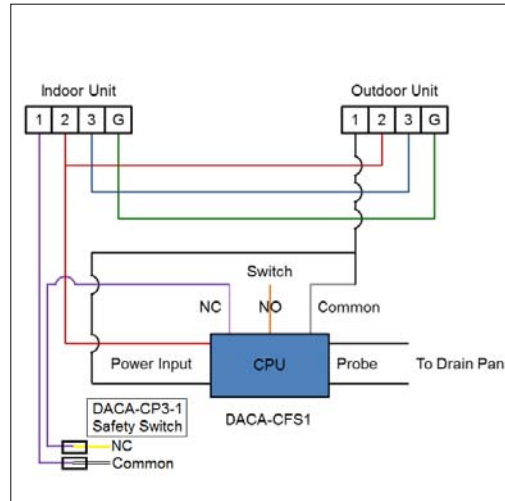 Indoor Unit
Outdoor Unit
1 2 3 G
1 2 3 G
Switch
NC
NO
Common
Power Input
CPU
Probe
To Drain Pan
DACA-CP3-1
Safety Switch
DACA-CFS1
NC
Common